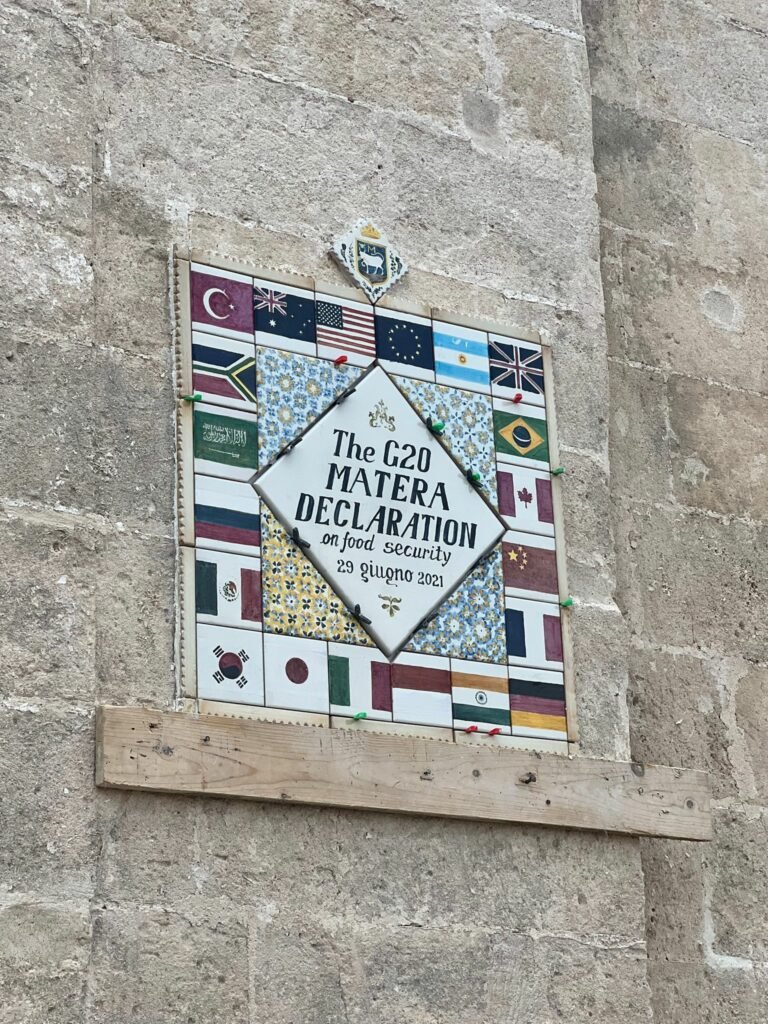 The G20
MATERA
DECLARATION
on food security
29 giugno 2021